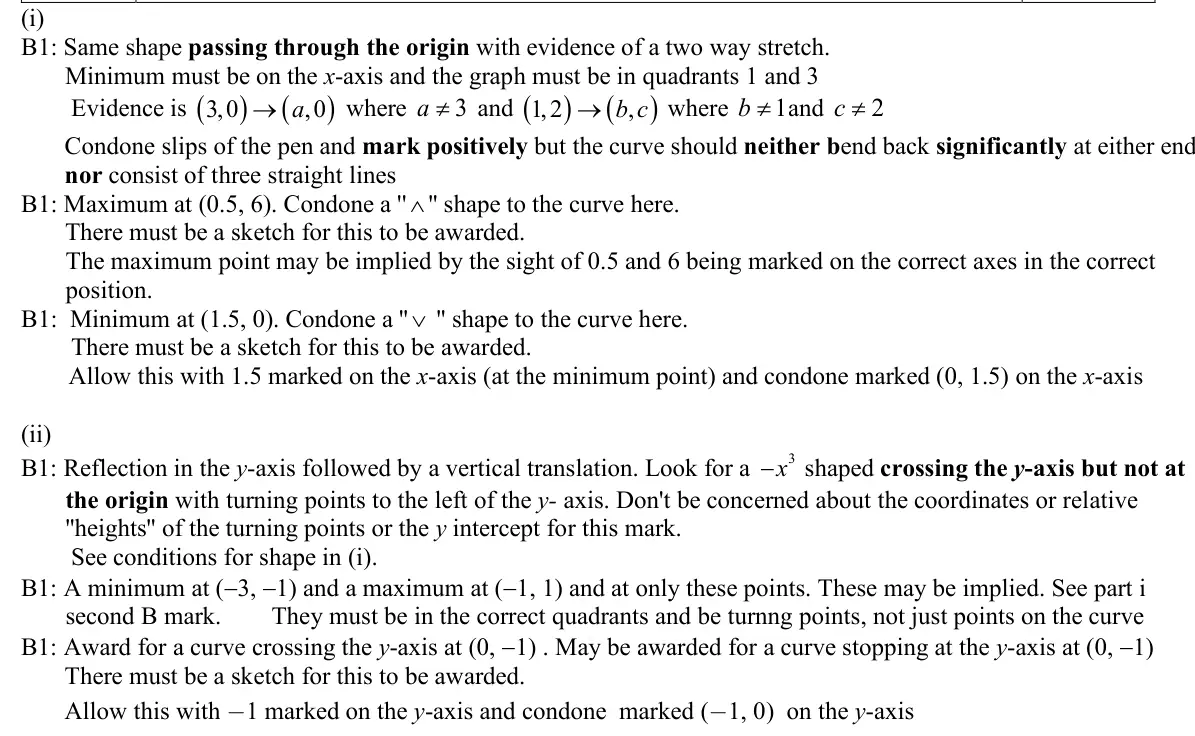 (i)
B1: Same shape passing through the origin with evidence of a two way stretch.
Minimum must be on the x-axis and the graph must be in quadrants 1 and 3
Evidence is (3,0)→(a,0) where a ≠ 3 and (1,2)→(b,c) where b ≠ 1and c ≠ 2
Condone slips of the pen and mark positively but the curve should neither bend back significantly at either end
nor consist of three straight lines
B1: Maximum at (0.5, 6). Condone a "∧" shape to the curve here.
There must be a sketch for this to be awarded.
The maximum point may be implied by the sight of 0.5 and 6 being marked on the correct axes in the correct
position.
B1: Minimum at (1.5, 0). Condone a "∨ " shape to the curve here.
There must be a sketch for this to be awarded.
Allow this with 1.5 marked on the x-axis (at the minimum point) and condone marked (0, 1.5) on the x-axis
(ii)
B1: Reflection in the y-axis followed by a vertical translation. Look for a −x³ shaped crossing the y-axis but not at
the origin with turning points to the left of the y- axis. Don't be concerned about the coordinates or relative
"heights" of the turning points or the y intercept for this mark.
See conditions for shape in (i).
B1: A minimum at (–3, –1) and a maximum at (–1, 1) and at only these points. These may be implied. See part i
second B mark. They must be in the correct quadrants and be turnng points, not just points on the curve
B1: Award for a curve crossing the y-axis at (0, –1) . May be awarded for a curve stopping at the y-axis at (0, –1)
There must be a sketch for this to be awarded.
Allow this with −1 marked on the y-axis and condone marked (−1, 0) on the y-axis